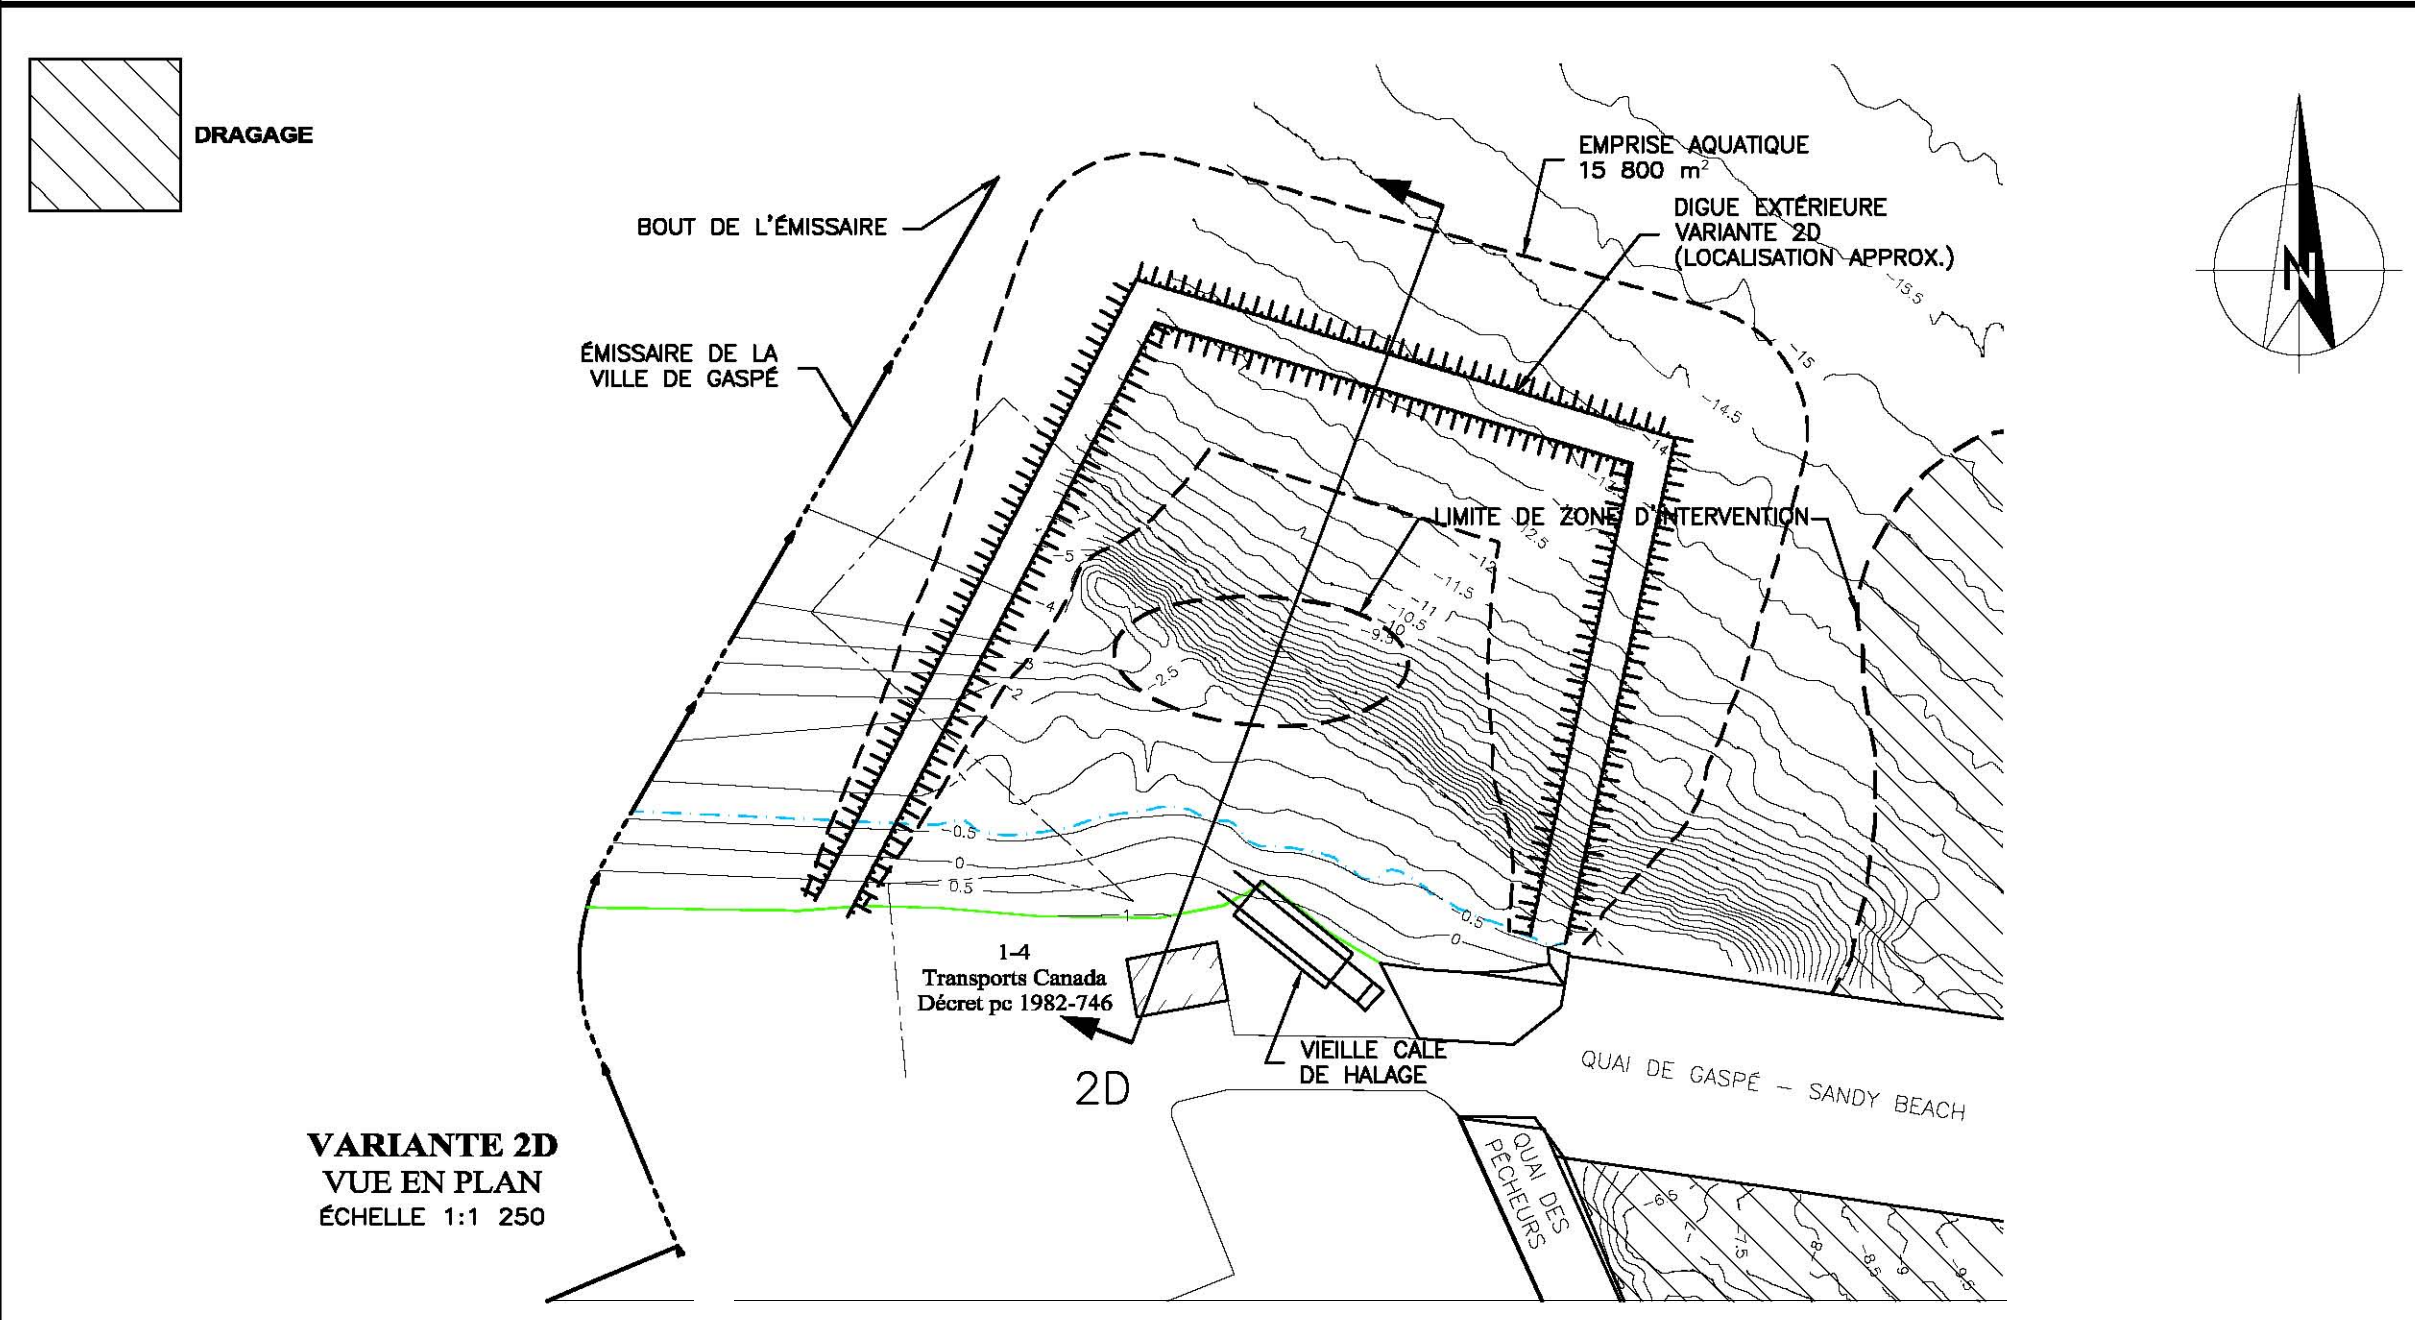 DRAGAGE
EMPRISE AQUATIQUE
15 800 m²
BOUT DE L'ÉMISSAIRE
DIGUE EXTÉRIEURE
VARIANTE 2D
(LOCALISATION APPROX.)
-15.5
ÉMISSAIRE DE LA
VILLE DE GASPÉ
-15
-14.5
-14
N
LIMITE DE ZONE D'INTERVENTION
-7
-12.5
-5
-12
-11.5
-4
-11
-10.5
-10
-9.5
-3
-2.5
-2
-0.5
0
0.5
1
-0.5
0
1-4
Transports Canada
Décret pc 1982-746
VIEILLE CALE
DE HALAGE
2D
QUAI DE GASPÉ - SANDY BEACH
VARIANTE 2D
VUE EN PLAN
ÉCHELLE 1:1 250
QUAI DES
PÊCHEURS
-6.5
-7
-7.5
-8
-8.5
-9
-9.5